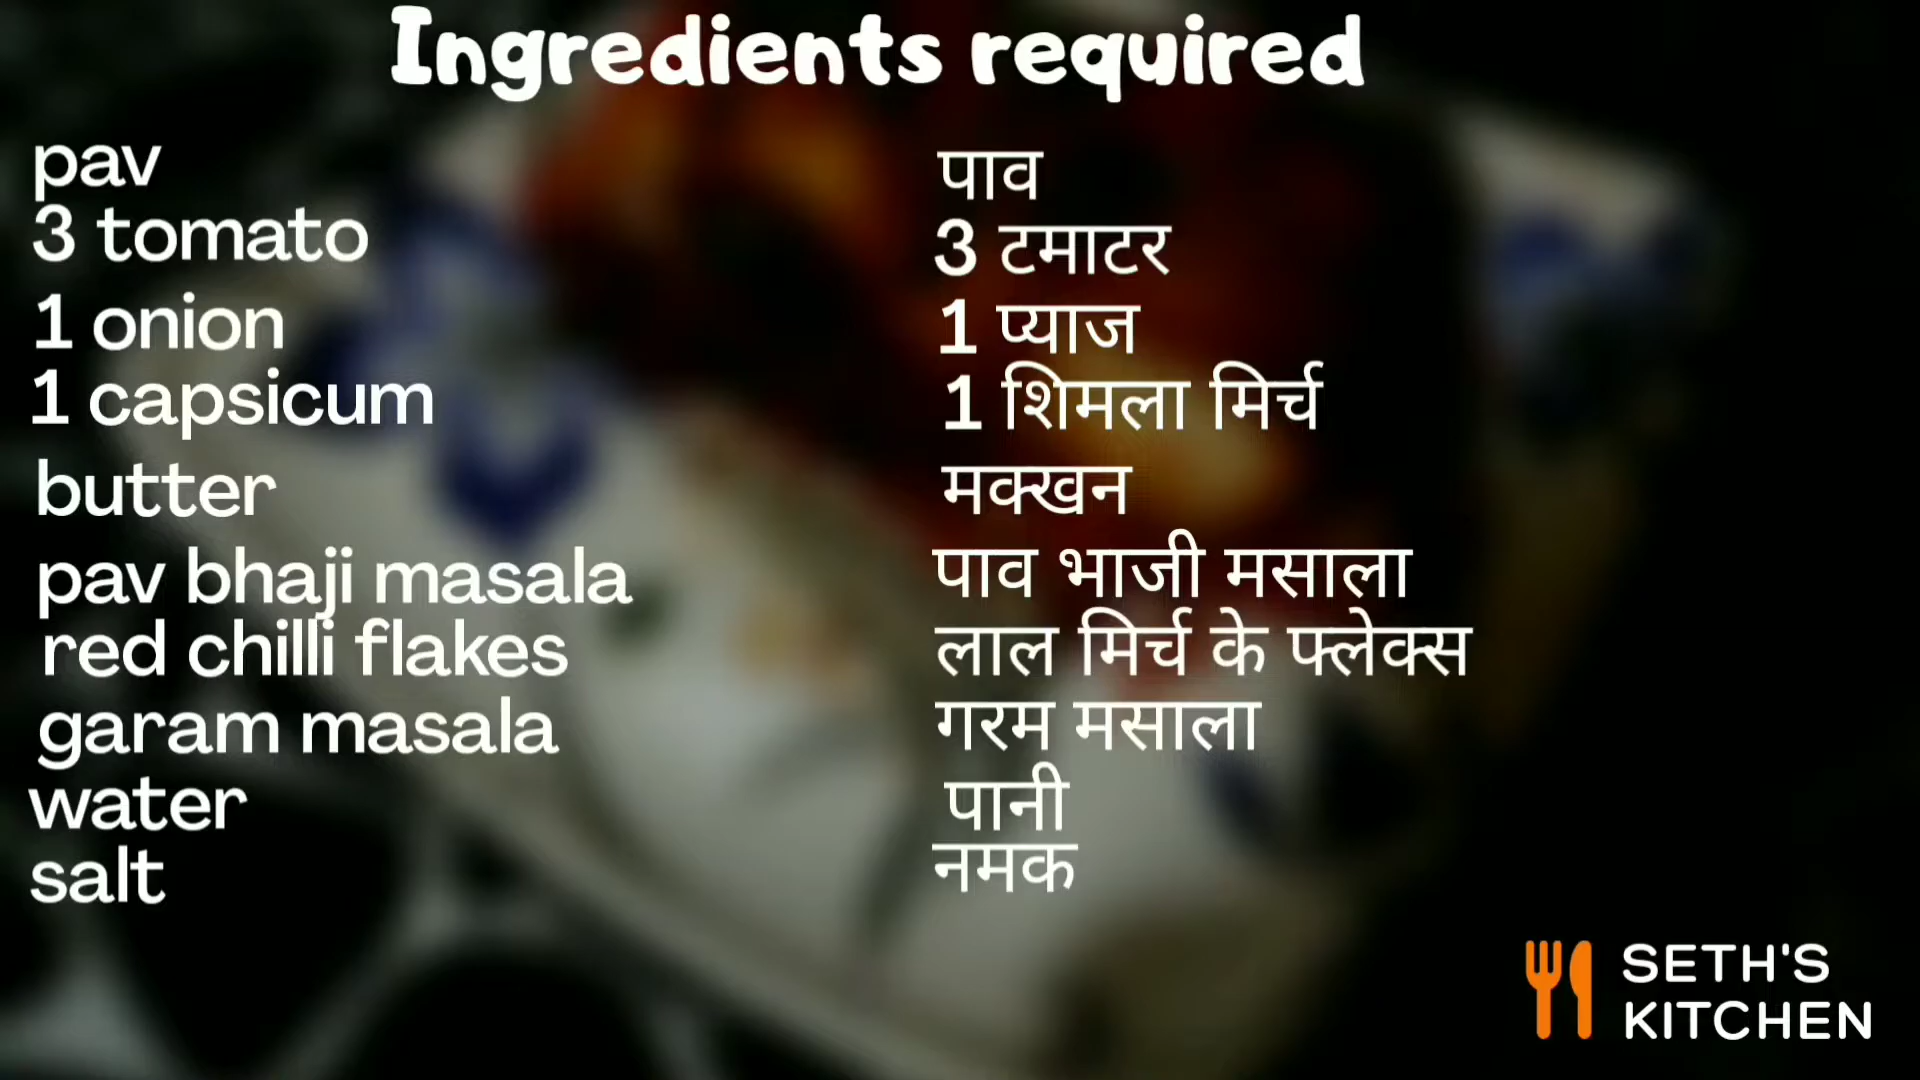 Ingredients required
pav
3 tomato
1 onion
1 capsicum
butter
pav bhaji masala
red chilli flakes
garam masala
water
salt
पाव
3 टमाटर
1 प्याज
1 शिमला मिर्च
मक्खन
पाव भाजी मसाला
लाल मिर्च के फ्लेक्स
गरम मसाला
पानी
नमक
SETH'S
KITCHEN